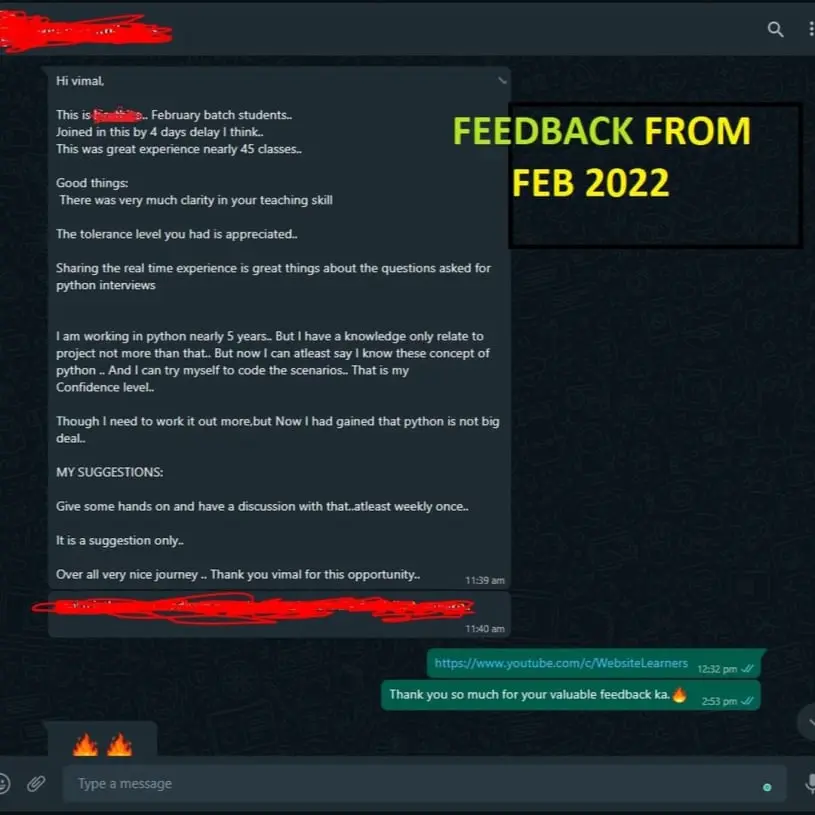 Hi vimal,
This is .. February batch students..
Joined in this by 4 days delay I think..
This was great experience nearly 45 classes..
FEEDBACK FROM
FEB 2022
Good things:
There was very much clarity in your teaching skill
The tolerance level you had is appreciated..
Sharing the real time experience is great things about the questions asked for
python interviews
I am working in python nearly 5 years.. But I have a knowledge only relate to
project not more than that.. But now I can atleast say I know these concept of
python .. And I can try myself to code the scenarios.. That is my
Confidence level..
Though I need to work it out more,but Now I had gained that python is not big
deal..
MY SUGGESTIONS:
Give some hands on and have a discussion with that..atleast weekly once..
It is a suggestion only..
Over all very nice journey .. Thank you vimal for this opportunity..
11:39 am
11:40 am
https://www.youtube.com/c/WebsiteLearners 12:32 pm
Thank you so much for your valuable feedback ka.🔥 2:53 pm
🔥🔥
Type a message